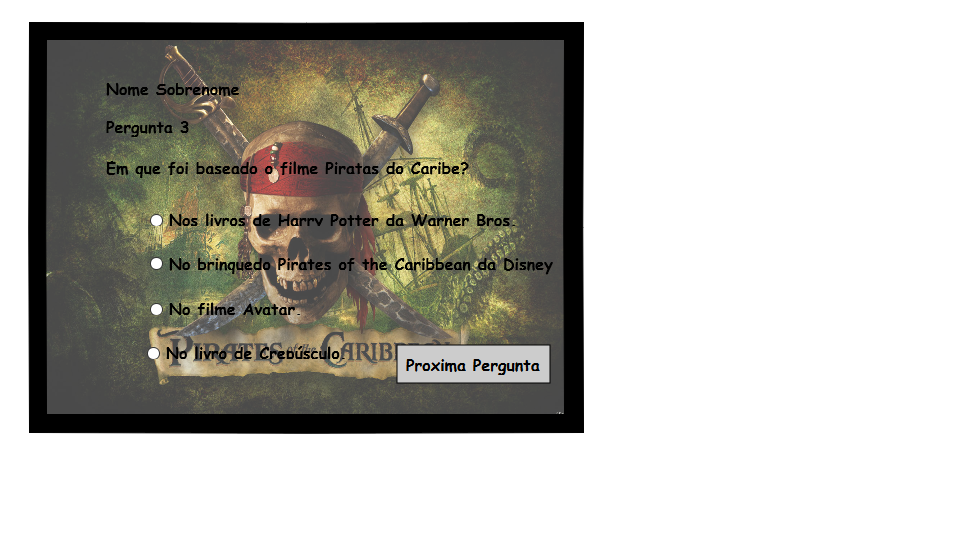 Nome Sobrenome
Pergunta 3
Em que foi baseado o filme Piratas do Caribe?
Nos livros de Harry Potter da Warner Bros.
No brinquedo Pirates of the Caribbean da Disney
No filme Avatar.
No livro de Crepúsculo
PIRATES of the CARIB
Proxima Pergunta